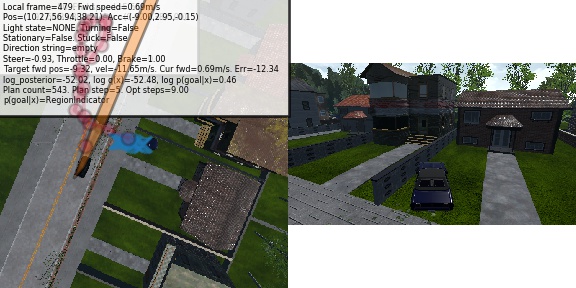 Local frame=479. Fwd speed=0.69m/s
Pos=(10.27,56.94,38.21), Acc=(-9.00,2.95,-0.15)
Light state=NONE, Turning=False
Stationary=False. Stuck=False
Direction string=empty
Steer=-0.93, Throttle=0.00, Brake=1.00
Target fwd pos=-9.32, vel=-11.65m/s. Cur fwd=0.69m/s. Err=-12.34
log_posterior=-52.02, log q(x)=-52.48, log p(goal|x)=0.46
Plan count=543. Plan step=5. Opt steps=9.00
p(goal|x)=RegionIndicator